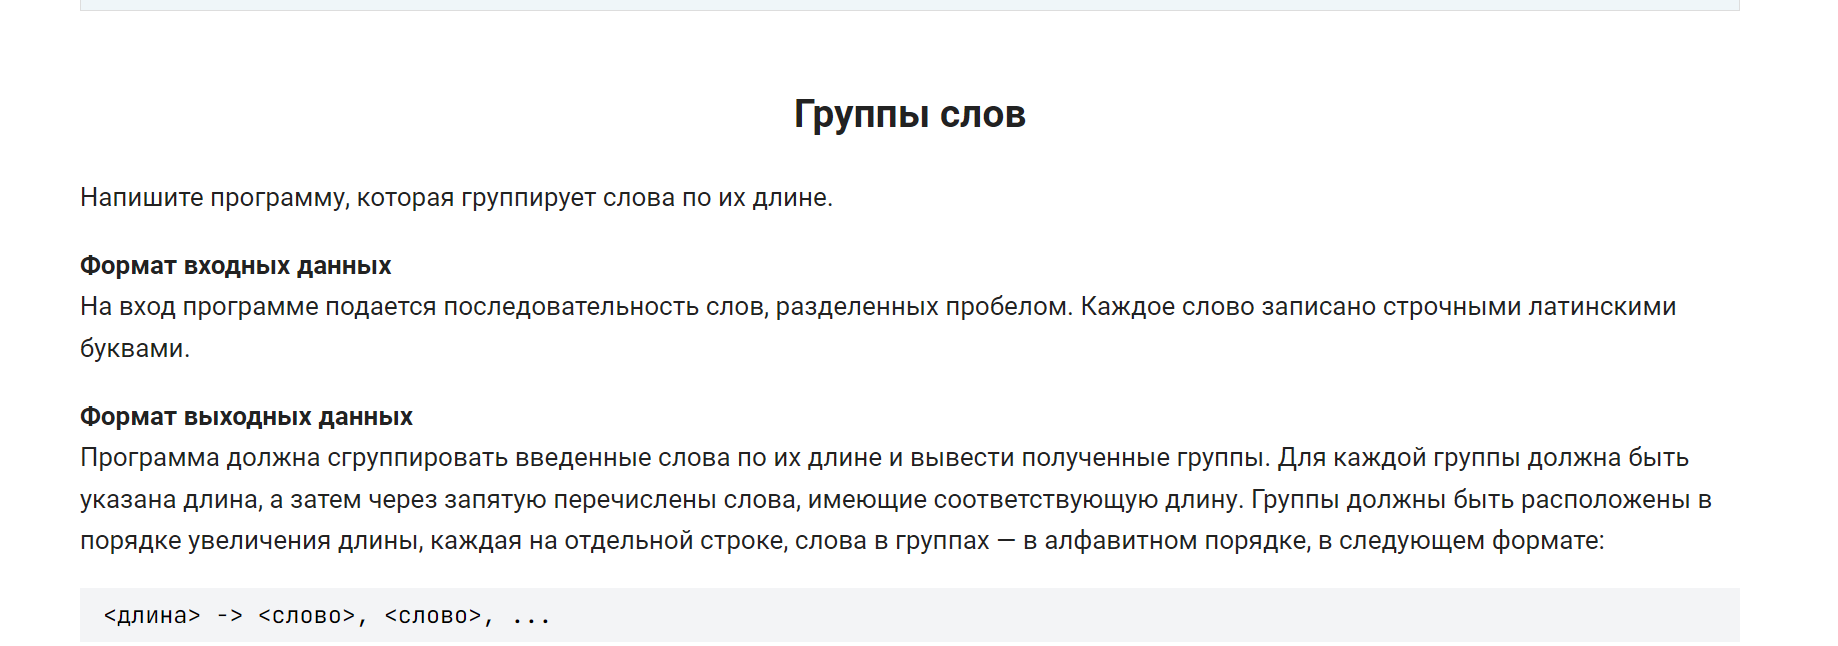 Группы слов
Напишите программу, которая группирует слова по их длине.
Формат входных данных
На вход программе подается последовательность слов, разделенных пробелом. Каждое слово записано строчными латинскими
буквами.
Формат выходных данных
Программа должна сгруппировать введенные слова по их длине и вывести полученные группы. Для каждой группы должна быть
указана длина, а затем через запятую перечислены слова, имеющие соответствующую длину. Группы должны быть расположены в
порядке увеличения длины, каждая на отдельной строке, слова в группах — в алфавитном порядке, в следующем формате:
<длина> -> <слово>, <слово>, ...